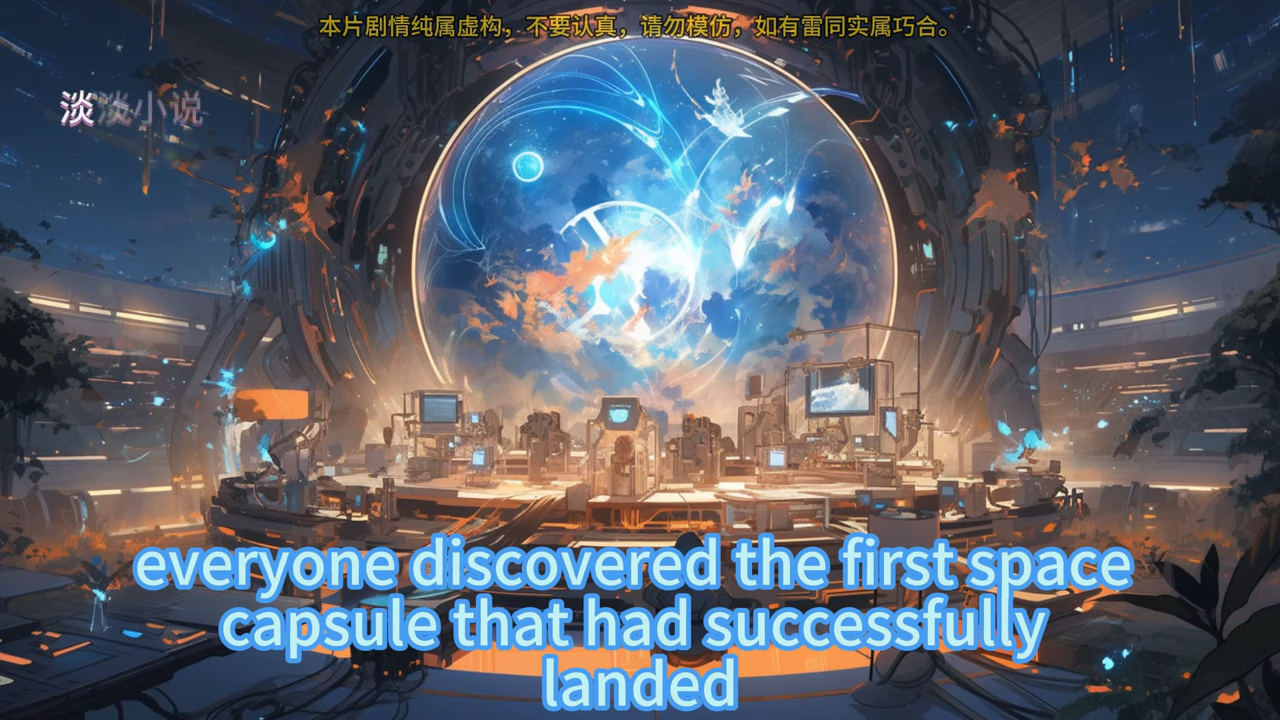 本片剧情纯属虚构，不要认真，请勿模仿，如有雷同实属巧合。
淡淡小说
everyone discovered the first space
capsule that had successfully
landed